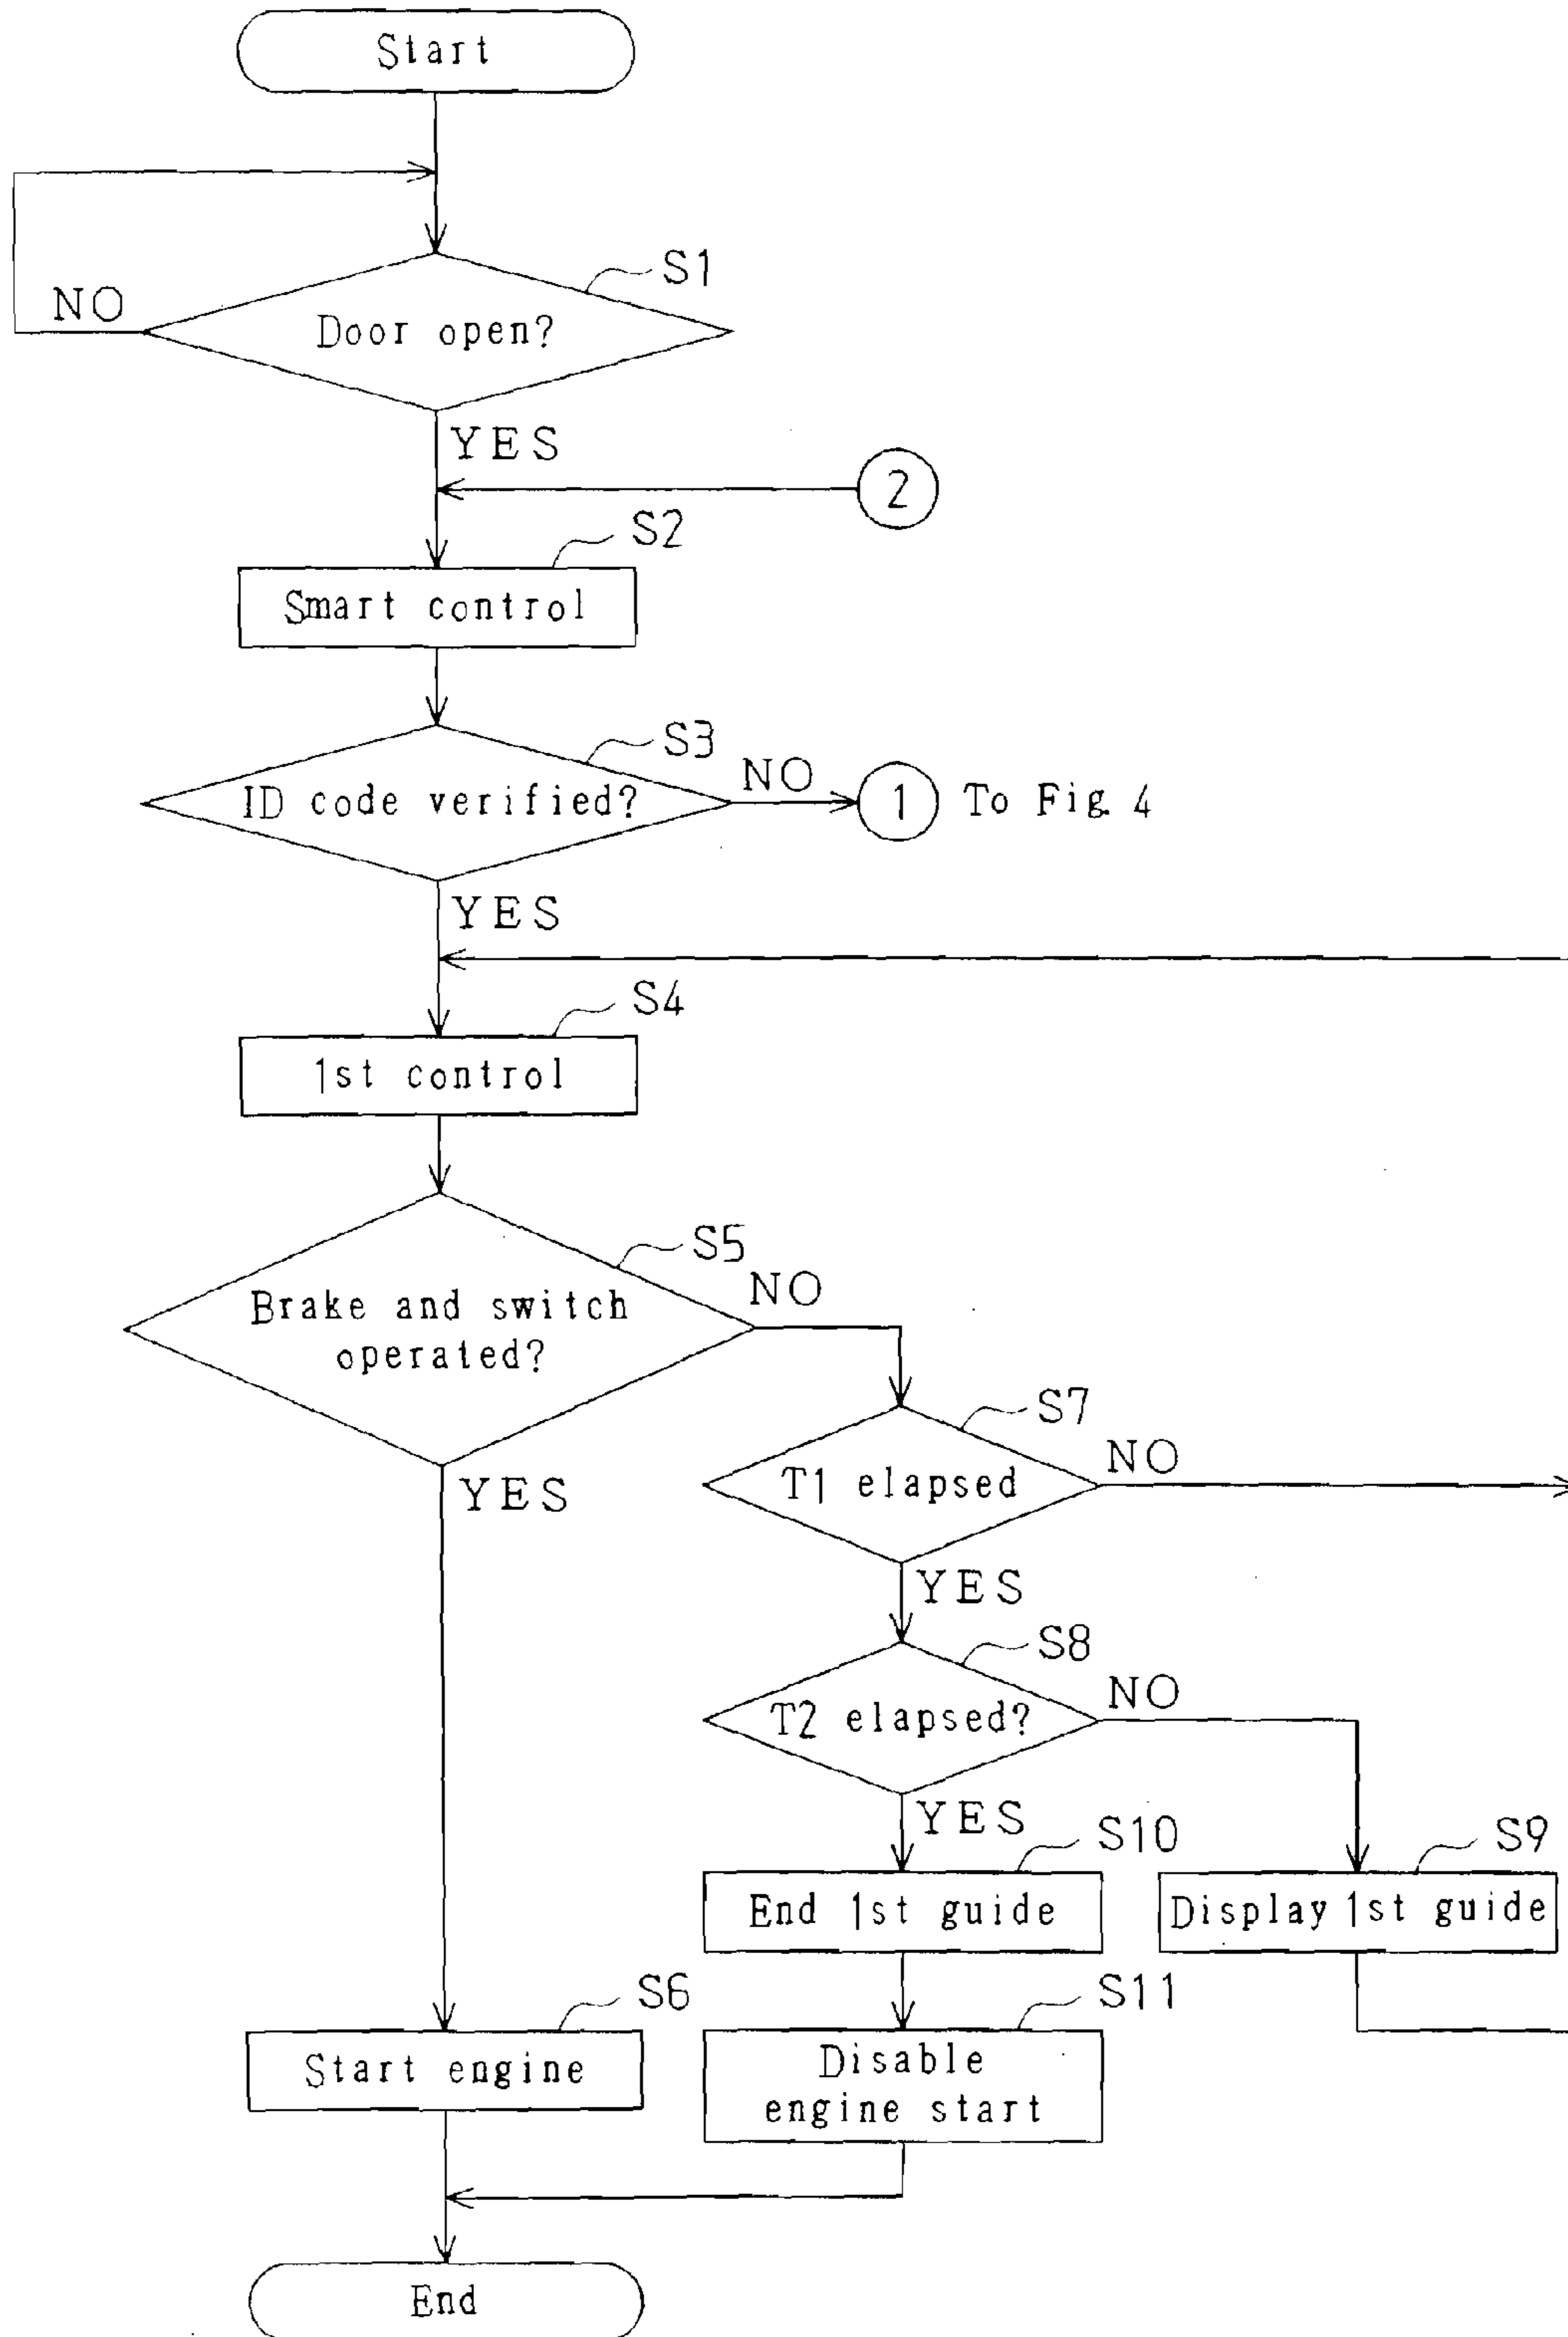 Start
S1
NO
Door open?
YES
2
S2
Smart control
S3
ID code verified?
NO
1
To Fig. 4
YES
S4
1st control
S5
NO
Brake and switch
operated?
YES
S7
T1 elapsed
NO
YES
S8
T2 elapsed?
NO
YES
S10
S9
End 1st guide
Display 1st guide
S6
S11
Start engine
Disable
engine start
End